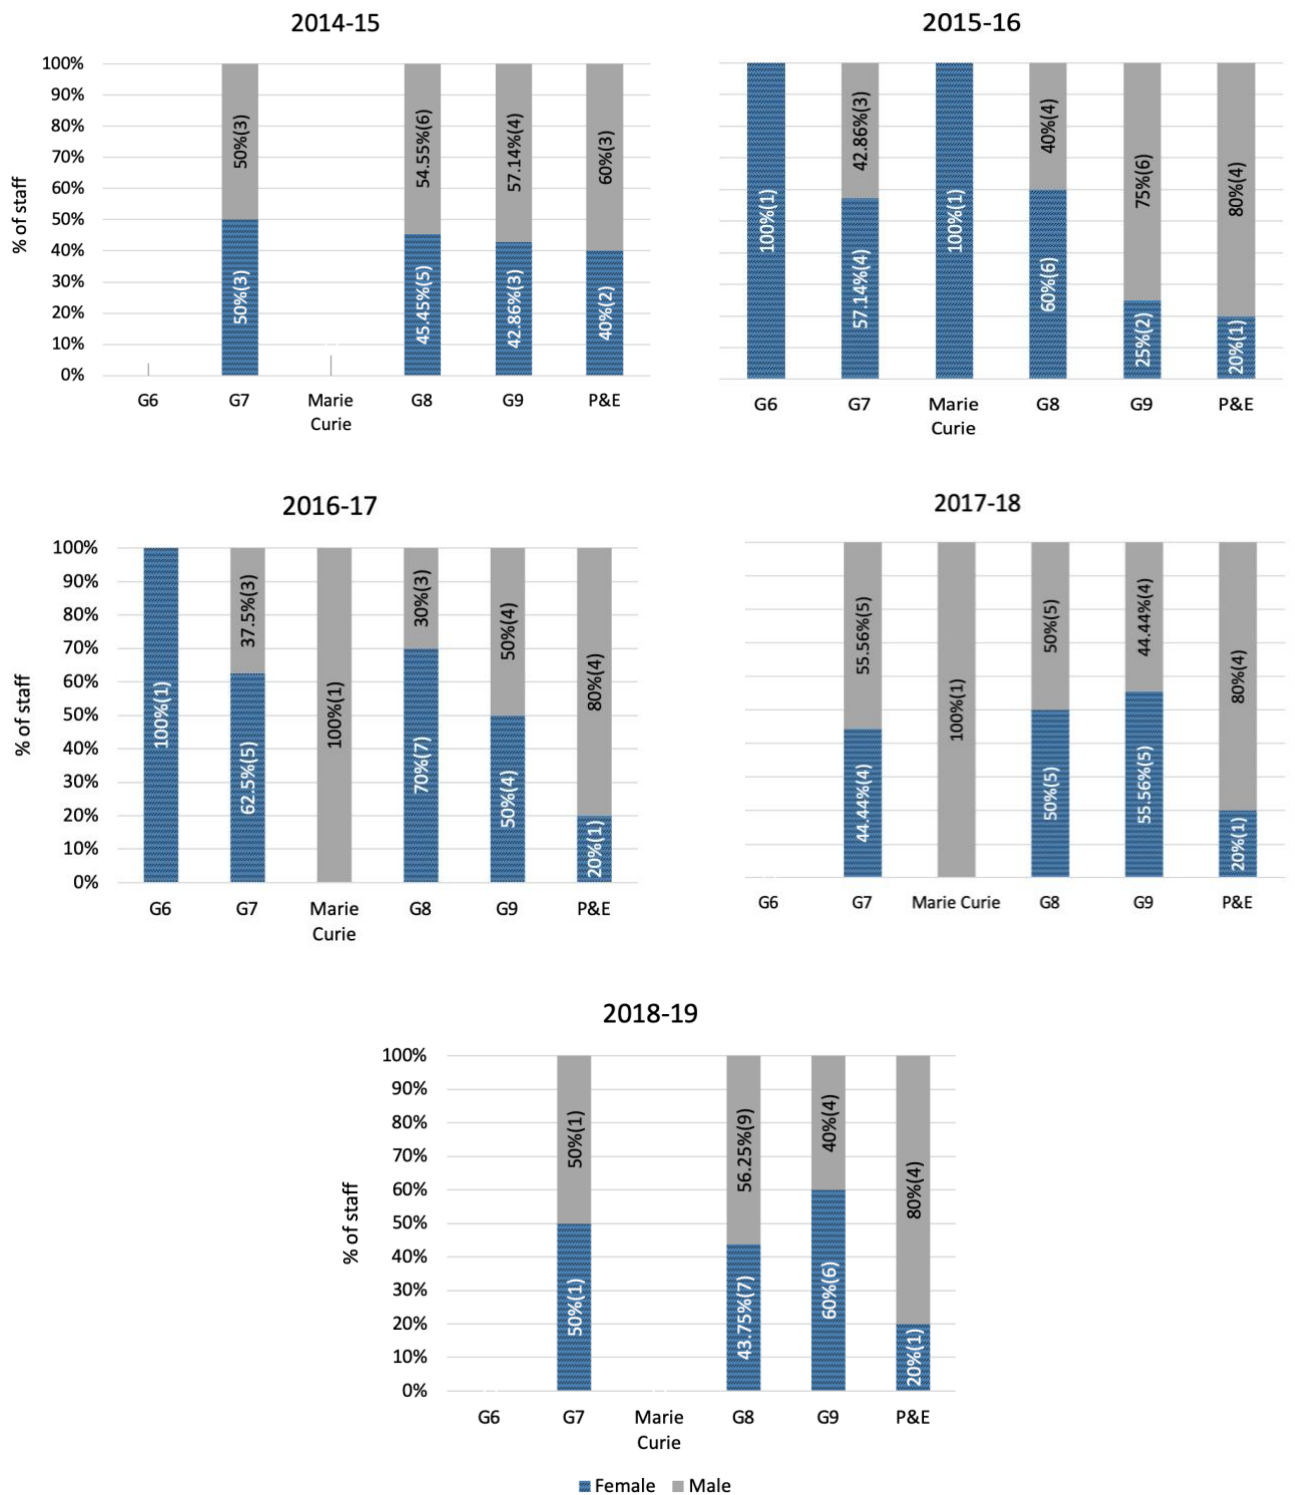 2014-15
100%
90%
80%
70%
60%
50%
40%
30%
20%
10%
0%
% of staff
50%(3)
54.55%(6)
57.14%(4)
60%(3)
50%(3)
45.45%(5)
42.86%(3)
40%(2)
G6
G7
Marie
Curie
G8
G9
P&E
2015-16
42.86%(3)
40%(4)
75%(6)
80%(4)
100%(1)
57.14%(4)
100%(1)
60%(6)
25%(2)
20%(1)
G6
G7
Marie
Curie
G8
G9
P&E
2016-17
100%
90%
80%
70%
60%
50%
40%
30%
20%
10%
0%
% of staff
37.5%(3)
100%(1)
30%(3)
50%(4)
80%(4)
100%(1)
62.5%(5)
70%(7)
50%(4)
20%(1)
G6
G7
Marie
Curie
G8
G9
P&E
2017-18
55.56%(5)
100%(1)
50%(5)
44.44%(4)
80%(4)
44.44%(4)
50%(5)
55.56%(5)
20%(1)
G6
G7
Marie Curie
G8
G9
P&E
2018-19
100%
90%
80%
70%
60%
50%
40%
30%
20%
10%
0%
% of staff
50%(1)
56.25%(9)
40%(4)
80%(4)
50%(1)
43.75%(7)
60%(6)
20%(1)
G6
G7
Marie
Curie
G8
G9
P&E
Female
Male